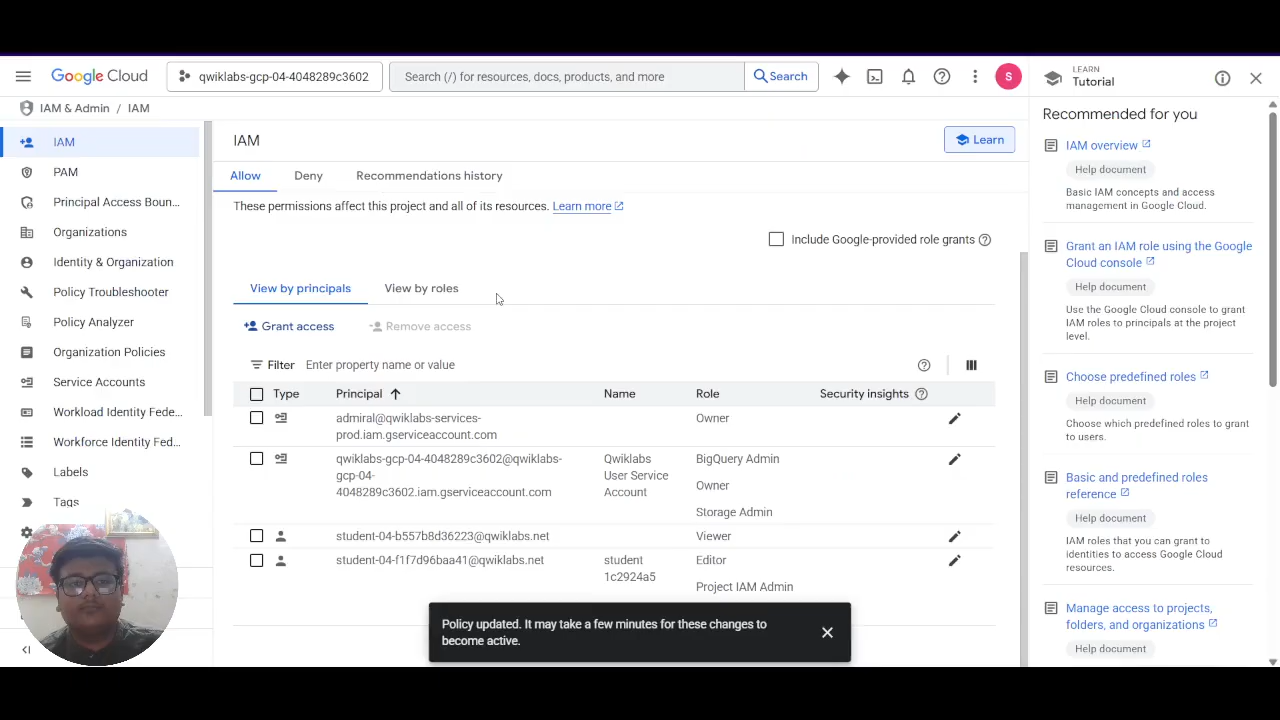 Google Cloud
qwiklabs-gcp-04-4048289c3602
Search (/) for resources, docs, products, and more
Search
S
LEARN
Tutorial
IAM & Admin / IAM
IAM
PAM
Principal Access Boun...
Organizations
Identity & Organization
Policy Troubleshooter
Policy Analyzer
Organization Policies
Service Accounts
Workload Identity Fede...
Workforce Identity Fed...
Labels
Tags
IAM
Learn
Allow
Deny
Recommendations history
These permissions affect this project and all of its resources. Learn more
Include Google-provided role grants
View by principals
View by roles
Grant access
Remove access
Filter Enter property name or value
Type Principal Name Role Security insights
admiral@qwiklabs-services-
prod.iam.gserviceaccount.com
Owner
qwiklabs-gcp-04-4048289c3602@qwiklabs-
gcp-04-
4048289c3602.iam.gserviceaccount.com
Qwiklabs
User Service
Account
BigQuery Admin
Owner
Storage Admin
student-04-b557b8d36223@qwiklabs.net
Viewer
student-04-f1f7d96baa41@qwiklabs.net
student
1c2924a5
Editor
Project IAM Admin
Policy updated. It may take a few minutes for these changes to
become active.
Recommended for you
IAM overview
Help document
Basic IAM concepts and access
management in Google Cloud.
Grant an IAM role using the Google
Cloud console
Help document
Use the Google Cloud console to grant
IAM roles to principals at the project
level.
Choose predefined roles
Help document
Choose which predefined roles to grant
to users.
Basic and predefined roles
reference
Help document
IAM roles that you can grant to
identities to access Google Cloud
resources.
Manage access to projects,
folders, and organizations
Help document